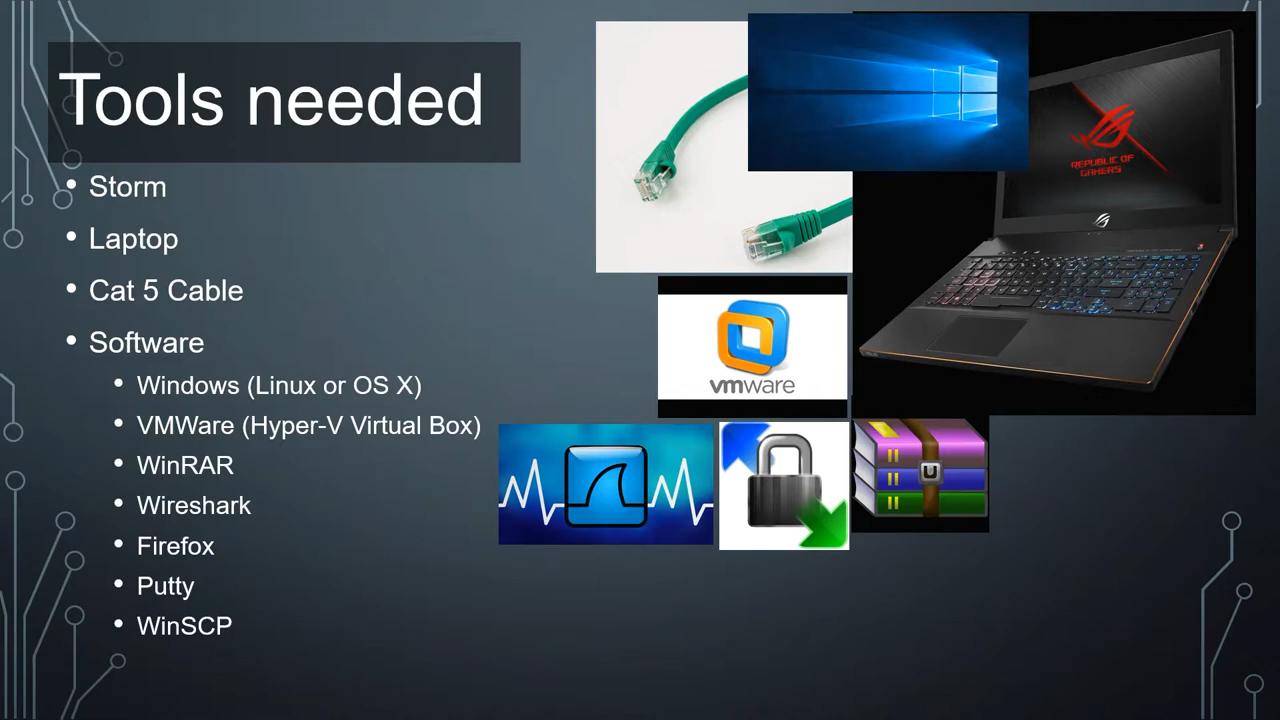 Tools needed
Storm
Laptop
Cat 5 Cable
Software
Windows (Linux or OS X)
VMWare (Hyper-V Virtual Box)
WinRAR
Wireshark
Firefox
Putty
WinSCP
REPUBLIC OF
GAMERS
vmware